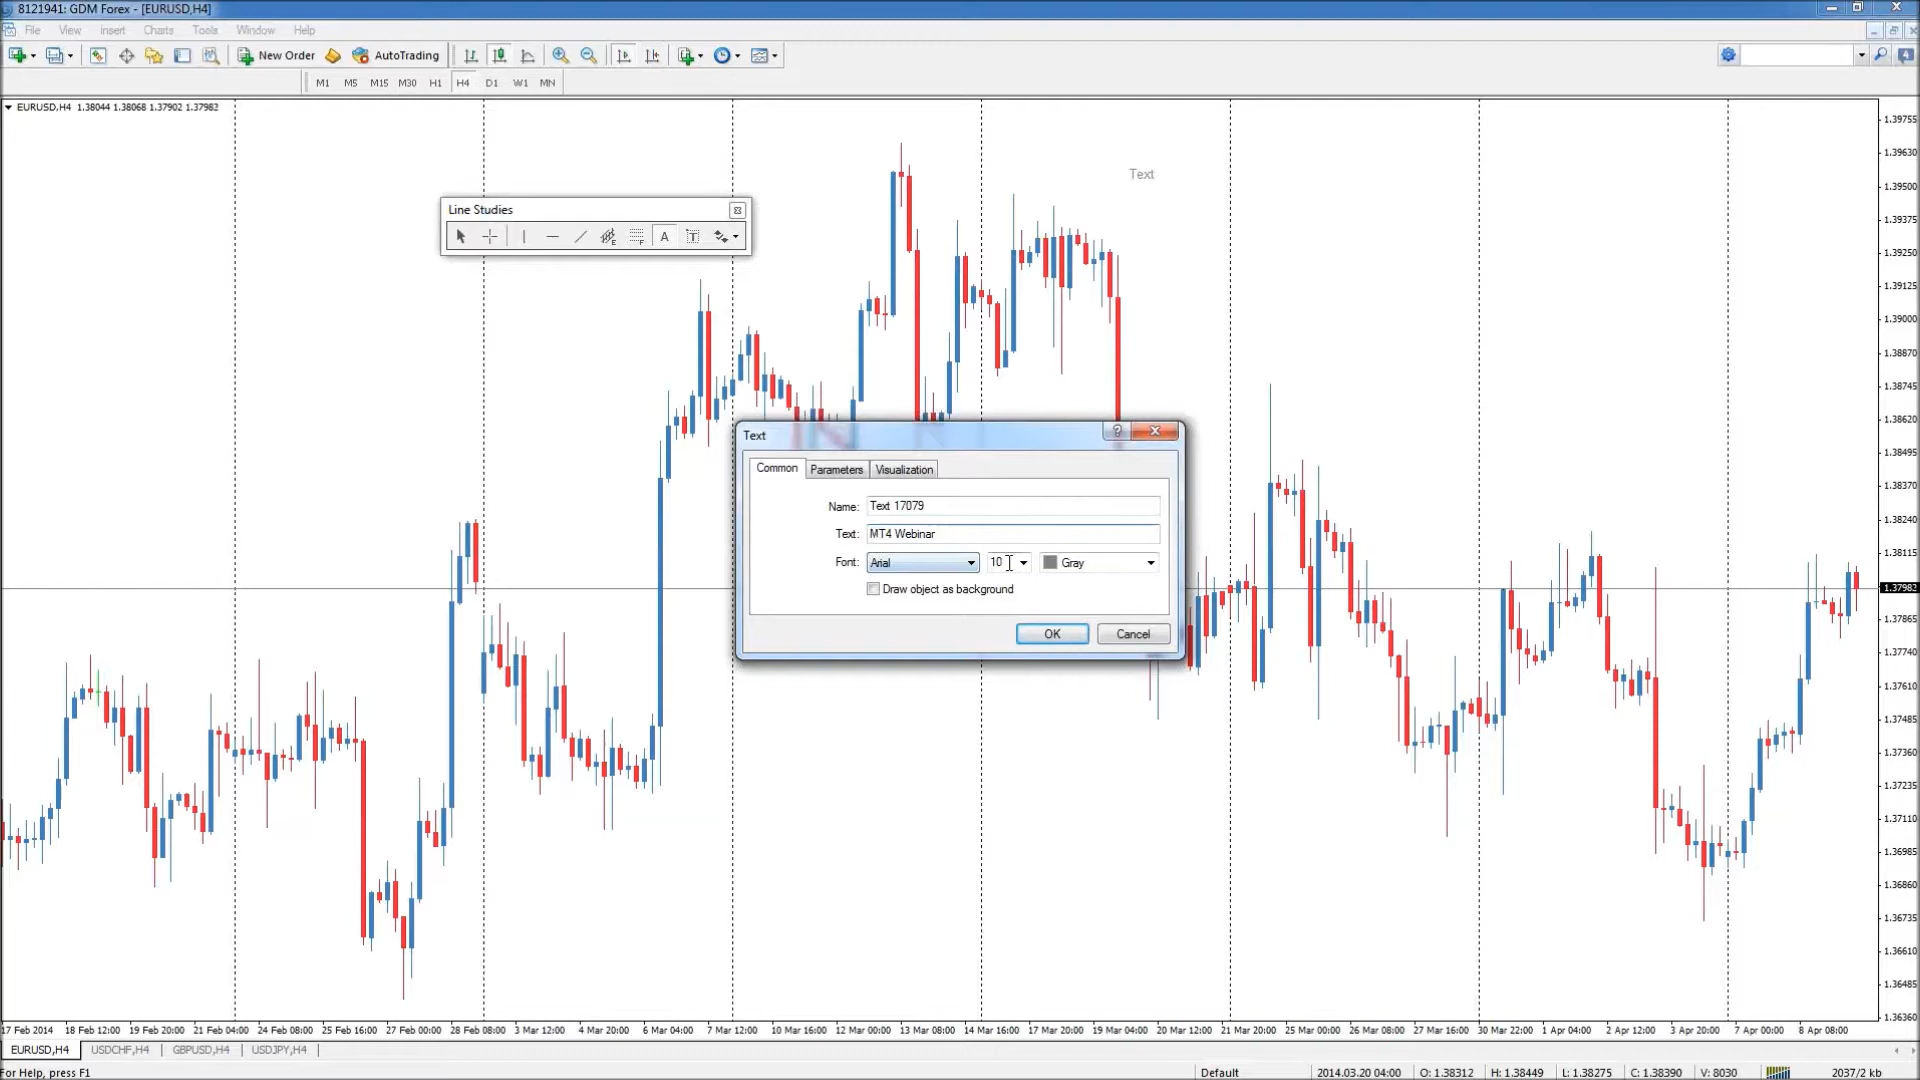 8121941: GDM Forex - [EURUSD,H4]
File View Insert Charts Tools Window Help
New Order AutoTrading
M1 M5 M15 M30 H1 H4 D1 W1 MN
EURUSD,H4 1.38044 1.38068 1.37902 1.37982
Text
Line Studies
A T
Text
Common Parameters Visualization
Name: Text 17079
Text: MT4 Webinar
Font: Arial 10 Gray
Draw object as background
OK Cancel
1.39755
1.39630
1.39500
1.39375
1.39250
1.39125
1.39000
1.38870
1.38745
1.38620
1.38495
1.38370
1.38240
1.38115
1.37982
1.37865
1.37740
1.37610
1.37485
1.37360
1.37235
1.37110
1.36985
1.36860
1.36735
1.36610
1.36485
1.36360
17 Feb 2014 18 Feb 12:00 19 Feb 20:00 21 Feb 04:00 24 Feb 08:00 25 Feb 16:00 27 Feb 00:00 28 Feb 08:00 3 Mar 12:00 4 Mar 20:00 6 Mar 04:00 7 Mar 12:00 10 Mar 16:00 12 Mar 00:00 13 Mar 08:00 14 Mar 16:00 17 Mar 20:00 19 Mar 04:00 20 Mar 12:00 21 Mar 20:00 25 Mar 00:00 26 Mar 08:00 27 Mar 16:00 30 Mar 22:00 1 Apr 04:00 2 Apr 12:00 3 Apr 20:00 7 Apr 00:00 8 Apr 08:00
EURUSD,H4 USDCHF,H4 GBPUSD,H4 USDJPY,H4
For Help, press F1 Default 2014.03.20 04:00 O: 1.38312 H: 1.38449 L: 1.38275 C: 1.38390 V: 8030 2037/2 kb